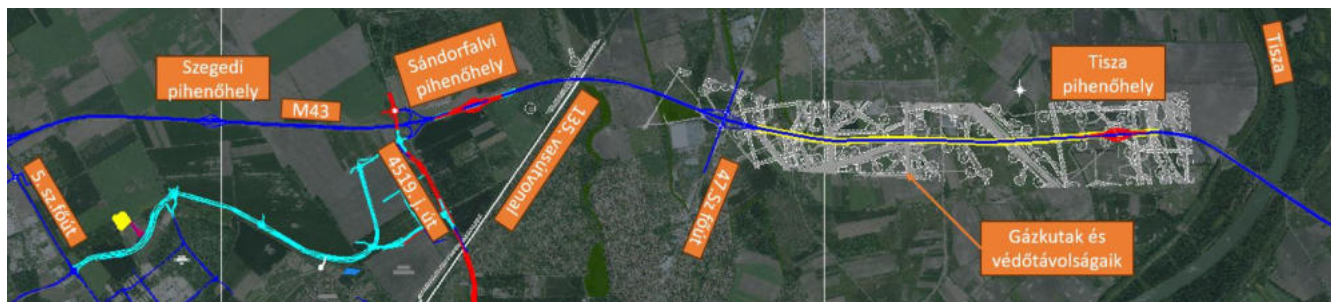 Szegedi
pihenőhely
M43
Sándorfalvi
pihenőhely
5. sz.főút
4519. j. út
135. vasútvonal
47.Sz főút
Tisza
pihenőhely
Tisza
Gázkutak és
védőtávolságaik